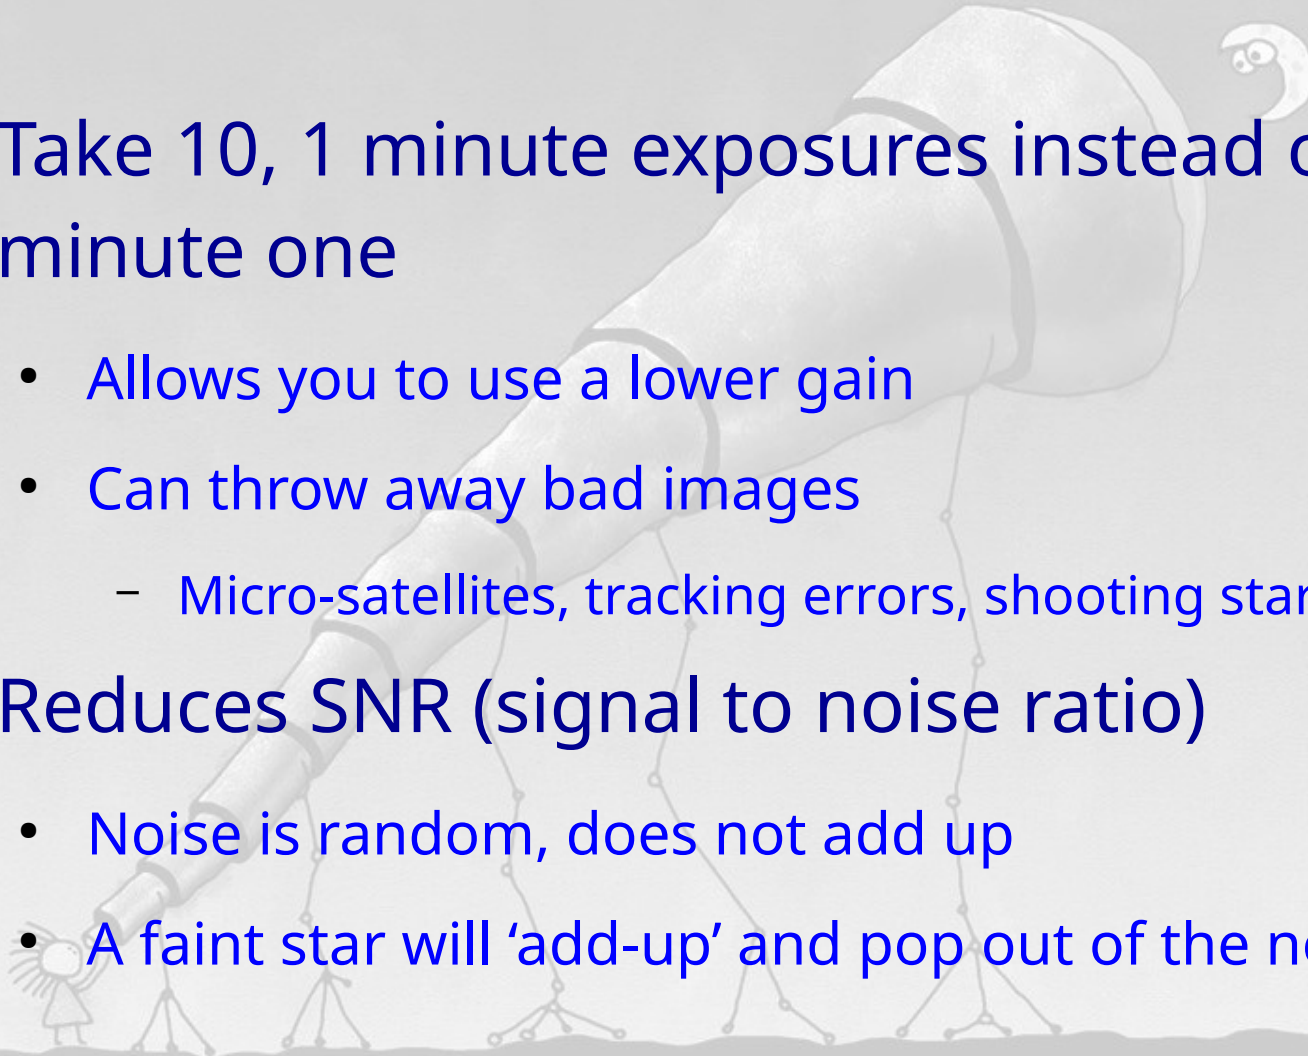 Take 10, 1 minute exposures instead
minute one
• Allows you to use a lower gain
• Can throw away bad images
– Micro-satellites, tracking errors, shooting
Reduces SNR (signal to noise ratio)
• Noise is random, does not add up
• A faint star will ‘add-up’ and pop out of the